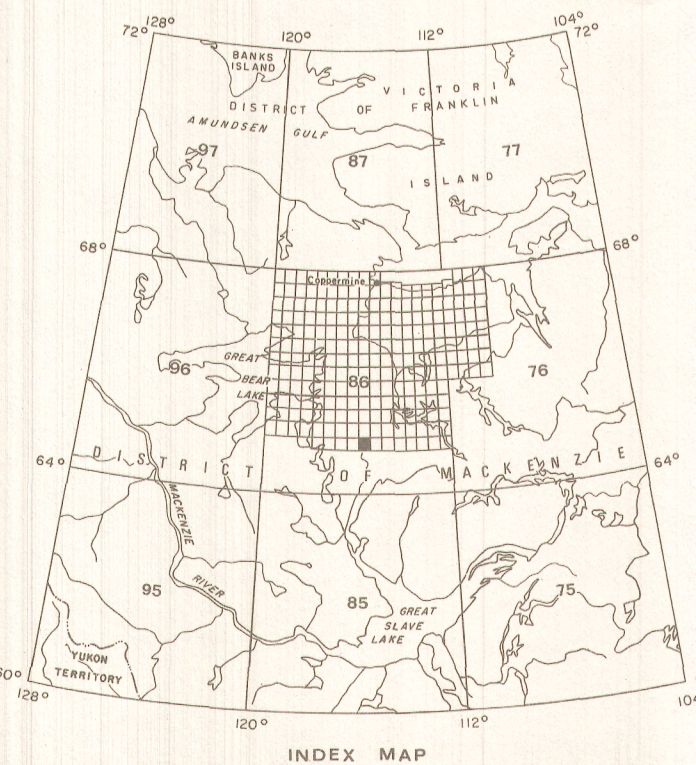 128°
120°
112°
104°
72°
72°
BANKS
ISLAND
VICTORIA
DISTRICT OF FRANKLIN
AMUNDSEN GULF
97
87
77
ISLAND
68°
68°
Coppermine
GREAT
BEAR
LAKE
96
86
76
DISTRICT OF MACKENZIE
64°
64°
MACKENZIE
RIVER
95
85
75
GREAT
SLAVE
LAKE
YUKON
TERRITORY
60°
128°
120°
112°
104
INDEX MAP